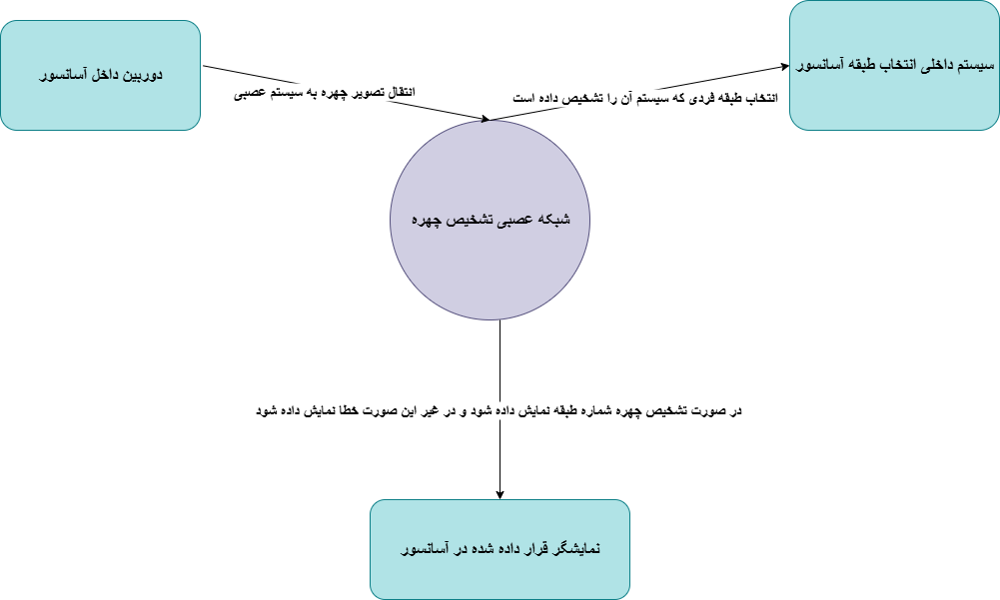 سیستم داخلی انتخاب طبقه آسانسور
دوربین داخل آسانسور
انتقال تصویر چهره به سیستم عصبی
انتخاب طبقه فردی که سیستم آن را تشخیص داده است
شبکه عصبی تشخیص چهره
در صورت تشخیص چهره شماره طبقه نمایش داده شود و در غیر این صورت خطا نمایش داده شود
نمایشگر قرار داده شده در آسانسور